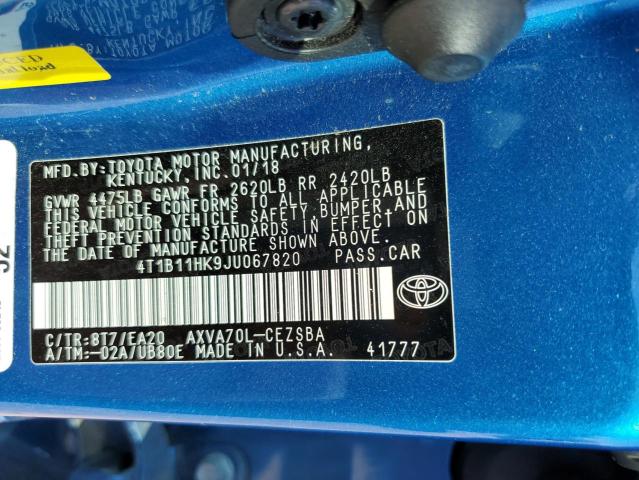 MFD.BY:TOYOTA MOTOR MANUFACTURING,
KENTUCKY, INC.01/18
GVWR 4475LB GAWR FR 2620LB RR 2420LB
THIS VEHICLE CONFORMS TO ALL APPLICABLE
FEDERAL MOTOR VEHICLE SAFETY,BUMPER,AND
THEFT PREVENTION STANDARDS IN EFFECT
ON THE DATE OF MANUFACTURE SHOWN ABOVE.
4T1B11HK9JU067820 PASS.CAR
C/TR:8T7/EA20 AXVA70L-CEZSBA
A/TM:-02A/UB80E MADE IN U.S.A. 41777